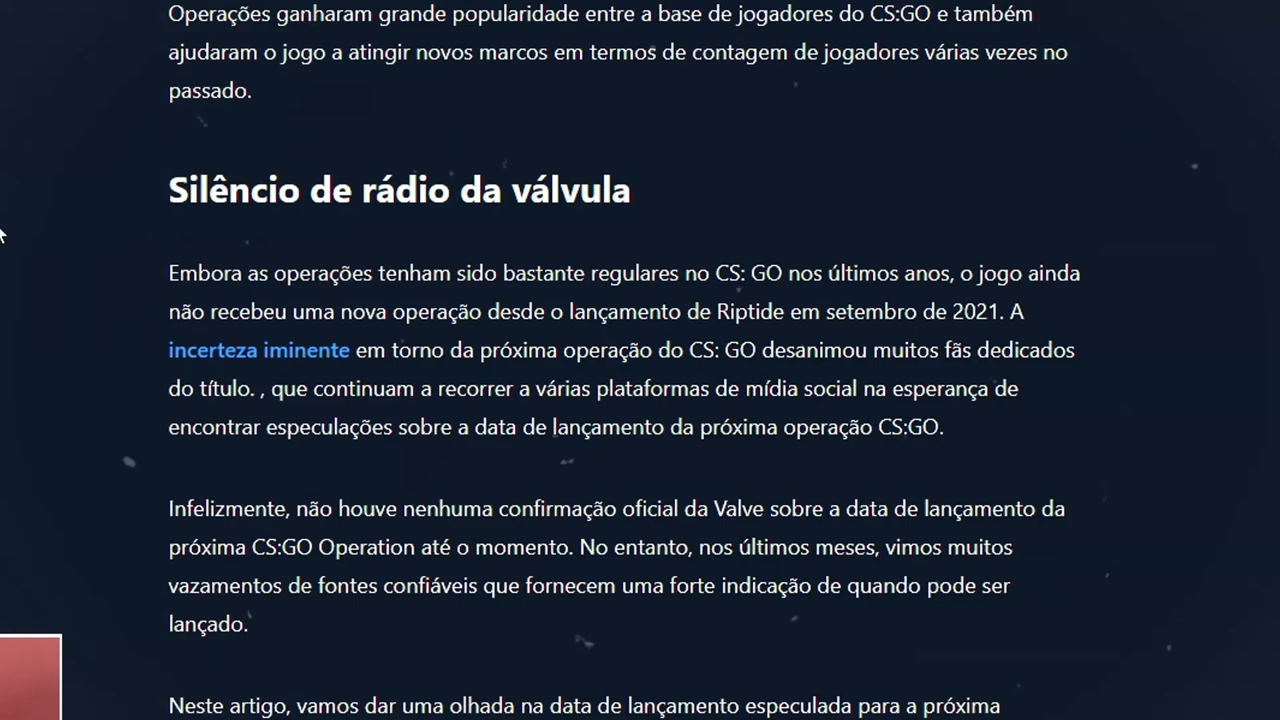 Operações ganharam grande popularidade entre a base de jogadores do CS:GO e também
ajudaram o jogo a atingir novos marcos em termos de contagem de jogadores várias vezes no
passado.
Silêncio de rádio da válvula
Embora as operações tenham sido bastante regulares no CS: GO nos últimos anos, o jogo ainda
não recebeu uma nova operação desde o lançamento de Riptide em setembro de 2021. A
incerteza iminente em torno da próxima operação do CS: GO desanimou muitos fãs dedicados
do título. , que continuam a recorrer a várias plataformas de mídia social na esperança de
encontrar especulações sobre a data de lançamento da próxima operação CS:GO.
Infelizmente, não houve nenhuma confirmação oficial da Valve sobre a data de lançamento da
próxima CS:GO Operation até o momento. No entanto, nos últimos meses, vimos muitos
vazamentos de fontes confiáveis que fornecem uma forte indicação de quando pode ser
lançado.
Neste artigo, vamos dar uma olhada na data de lançamento especulada para a próxima